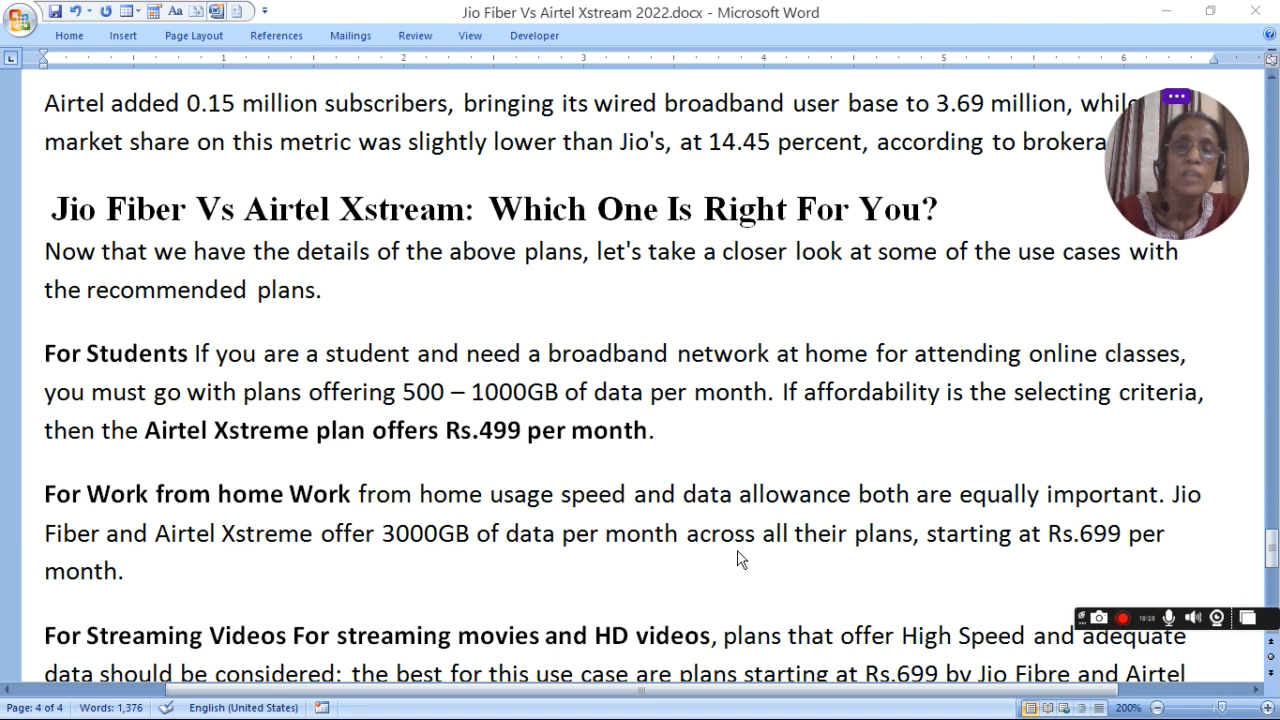 Jio Fiber Vs Airtel Xstream 2022.docx - Microsoft Word
Aa
Home Insert Page Layout References Mailings Review View Developer
L 1 2 3 4 5 6
Airtel added 0.15 million subscribers, bringing its wired broadband user base to 3.69 million,
market share on this metric was slightly lower than Jio's, at 14.45 percent, according to
Jio Fiber Vs Airtel Xstream: Which One Is Right For You?
Now that we have the details of the above plans, let's take a closer look at some of the use cases with
the recommended plans.
For Students If you are a student and need a broadband network at home for attending online classes,
you must go with plans offering 500 – 1000GB of data per month. If affordability is the selecting criteria,
then the Airtel Xstreme plan offers Rs.499 per month.
For Work from home Work from home usage speed and data allowance both are equally important. Jio
Fiber and Airtel Xstreme offer 3000GB of data per month across all their plans, starting at Rs.699 per
month.
18:28
For Streaming Videos For streaming movies and HD videos, plans that offer High Speed and adequate
data should be considered: the best for this use case are plans starting at Rs.699 by Jio Fibre and Airtel
Page: 4 of 4 Words: 1,376 English (United States) 200%